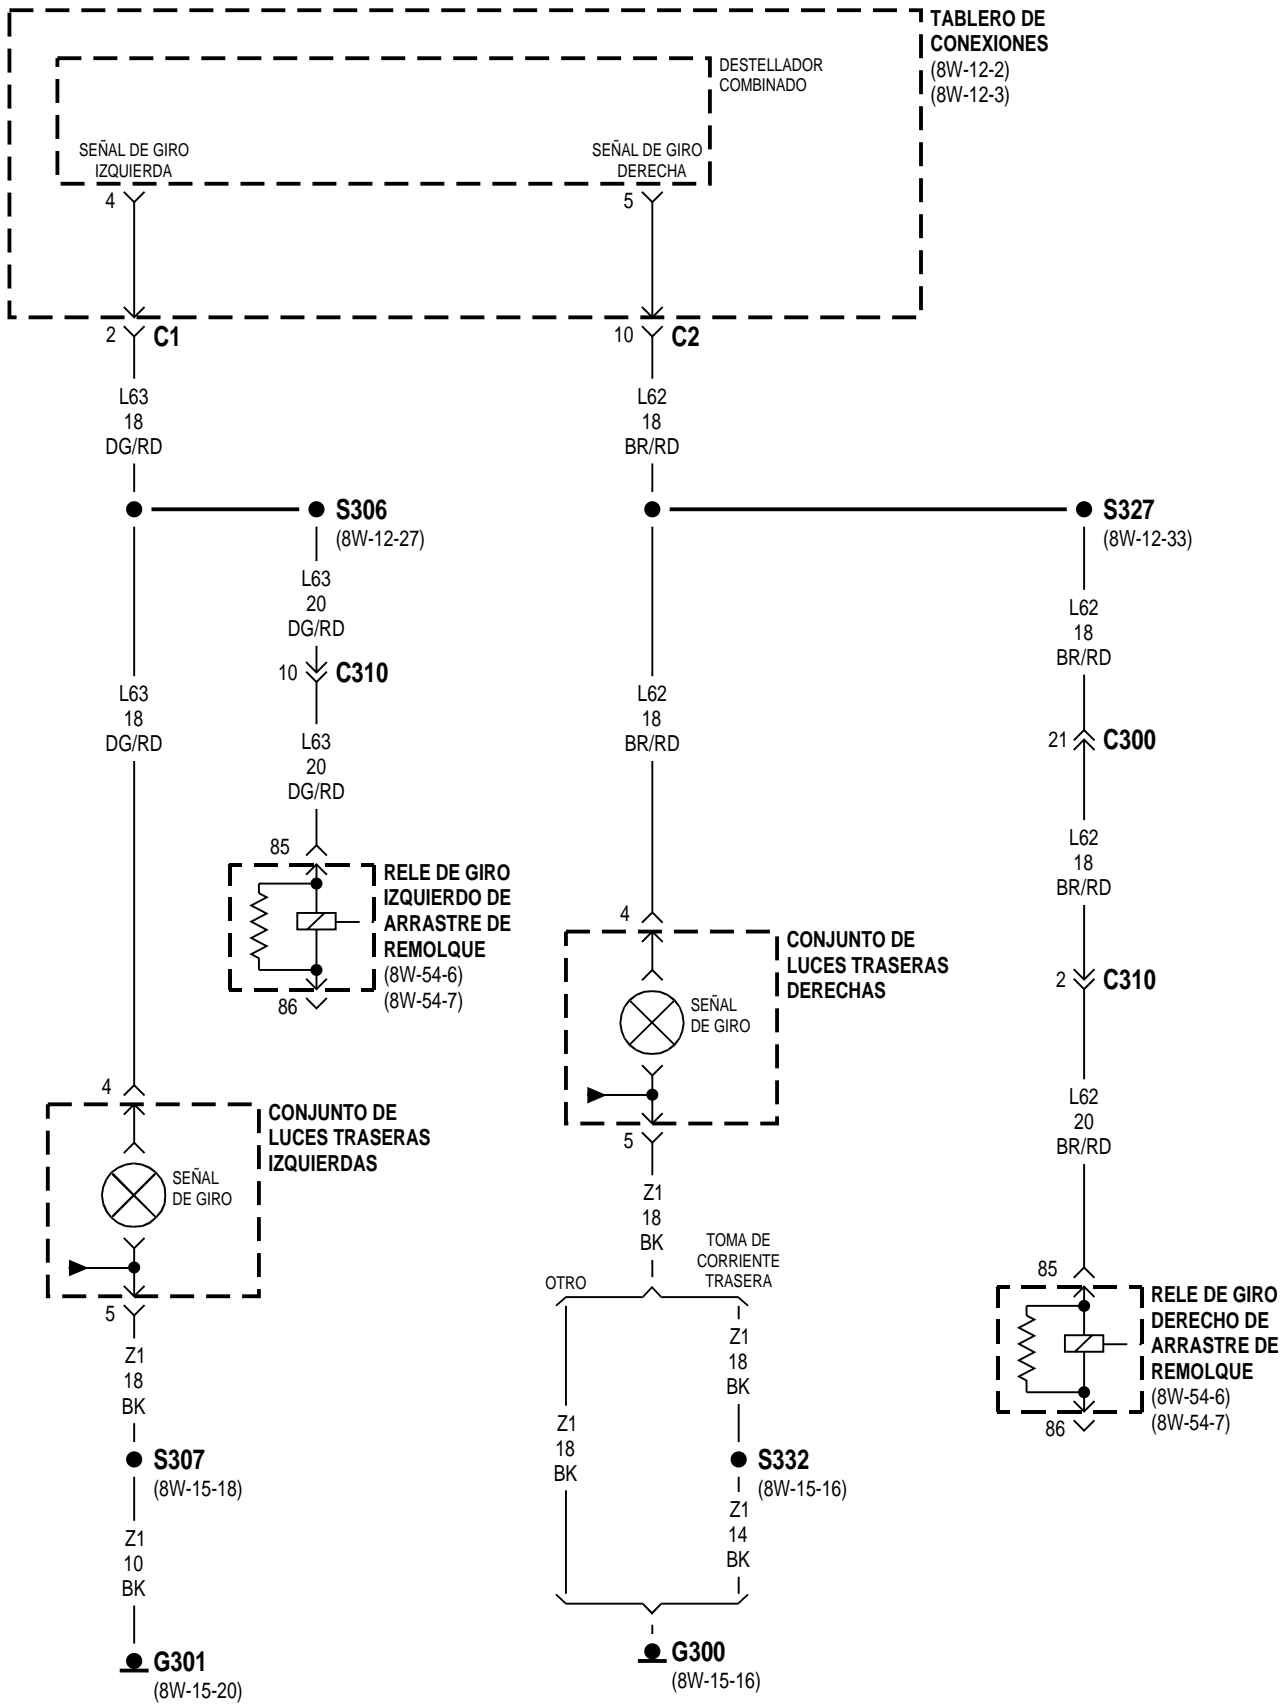 TABLERO DE
CONEXIONES
(8W-12-2)
(8W-12-3)
DESTELLADOR
COMBINADO
SEÑAL DE GIRO
IZQUIERDA
SEÑAL DE GIRO
DERECHA
4
5
2 C1
10 C2
L63
18
DG/RD
L62
18
BR/RD
S306
(8W-12-27)
S327
(8W-12-33)
L63
20
DG/RD
10 C310
L63
20
DG/RD
L63
18
DG/RD
L62
18
BR/RD
L62
18
BR/RD
21 C300
L62
18
BR/RD
2 C310
L62
20
BR/RD
85
RELE DE GIRO
IZQUIERDO DE
ARRASTRE DE
REMOLQUE
(8W-54-6)
(8W-54-7)
86
4
CONJUNTO DE
LUCES TRASERAS
DERECHAS
SEÑAL
DE GIRO
5
4
CONJUNTO DE
LUCES TRASERAS
IZQUIERDAS
SEÑAL
DE GIRO
5
Z1
18
BK
TOMA DE
CORRIENTE
TRASERA
OTRO
85
RELE DE GIRO
DERECHO DE
ARRASTRE DE
REMOLQUE
(8W-54-6)
(8W-54-7)
86
Z1
18
BK
S307
(8W-15-18)
Z1
10
BK
G301
(8W-15-20)
Z1
18
BK
Z1
18
BK
S332
(8W-15-16)
Z1
14
BK
G300
(8W-15-16)